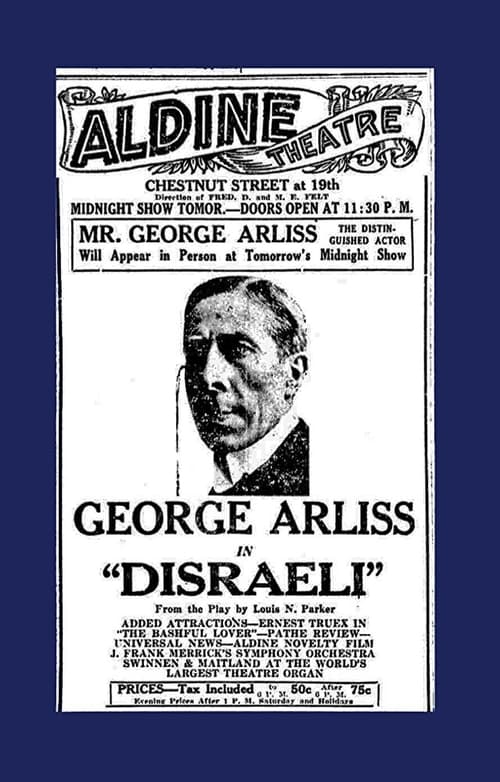 ALDINE THEATRE
CHESTNUT STREET at 19th
Direction of FRED, D. and M. E. FELT
MIDNIGHT SHOW TOMOR.—DOORS OPEN AT 11:30 P. M.
MR. GEORGE ARLISS THE DISTIN-
GUISHED ACTOR
Will Appear in Person at Tomorrow's Midnight Show
GEORGE ARLISS
IN
"DISRAELI"
From the Play by Louis N. Parker
ADDED ATTRACTIONS—ERNEST TRUEX IN
"THE BASHFUL LOVER"—PATHE REVIEW—
UNIVERSAL NEWS—ALDINE NOVELTY FILM
J. FRANK MERRICK'S SYMPHONY ORCHESTRA
SWINNEN & MAITLAND AT THE WORLD'S
LARGEST THEATRE ORGAN
PRICES—Tax Included to 6 P. M. 50c After 6 P. M. 75c
Evening Prices After 1 P. M. Saturday and Holidays